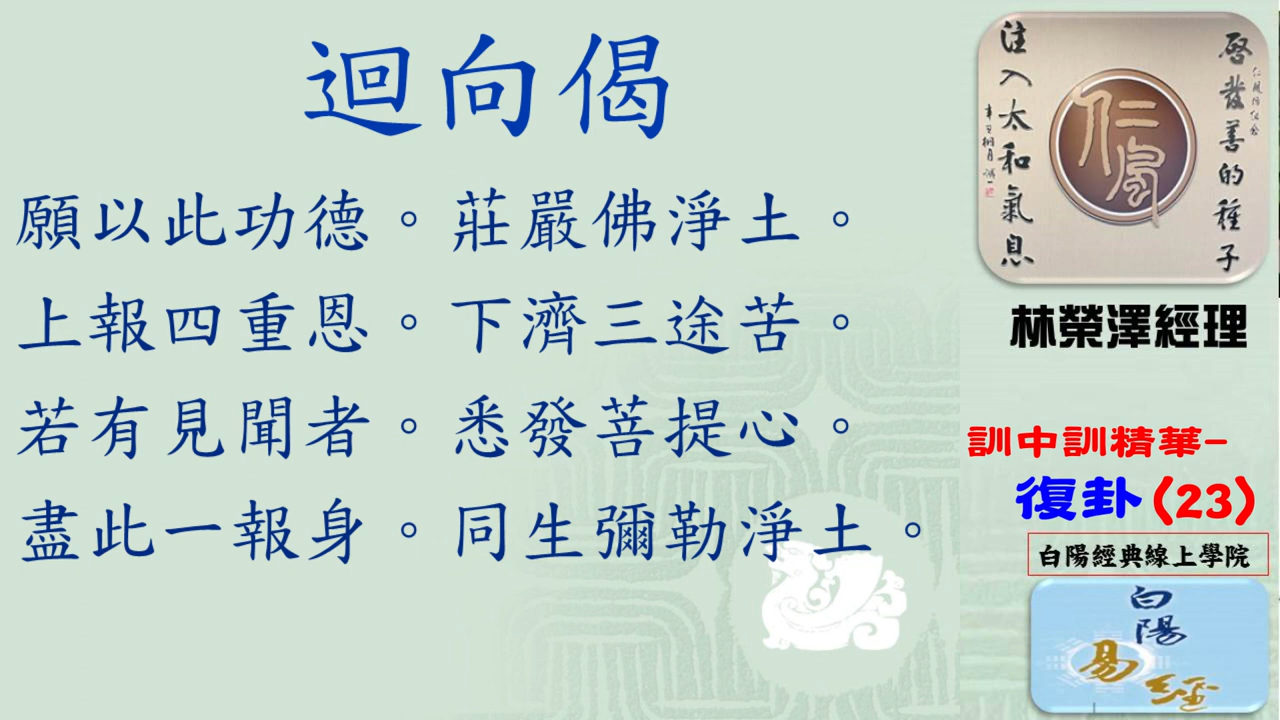 迴向偈
願以此功德。莊嚴佛淨土。
上報四重恩。下濟三途苦。
若有見聞者。悉發菩提心。
盡此一報身。同生彌勒淨土。
啓發善的種子
注入太和氣息
仁風
林榮澤經理
訓中訓精華-
復卦(23)
白陽經典線上學院
白陽
易經